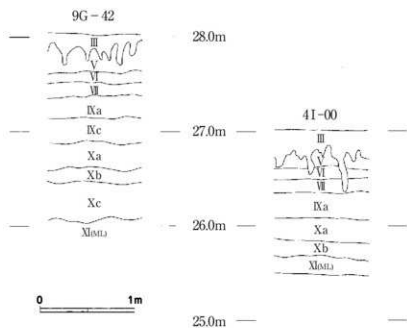 9G-42
Ⅲ
Ⅴ
Ⅵ
Ⅶ
Ⅸa
Ⅸc
Ⅹa
Ⅹb
Ⅹc
Ⅺ(ML)
0 1m
28.0m
27.0m
26.0m
25.0m
4I-00
Ⅲ
Ⅴ
Ⅵ
Ⅶ
Ⅸa
Ⅹa
Ⅹb
Ⅺ(ML)